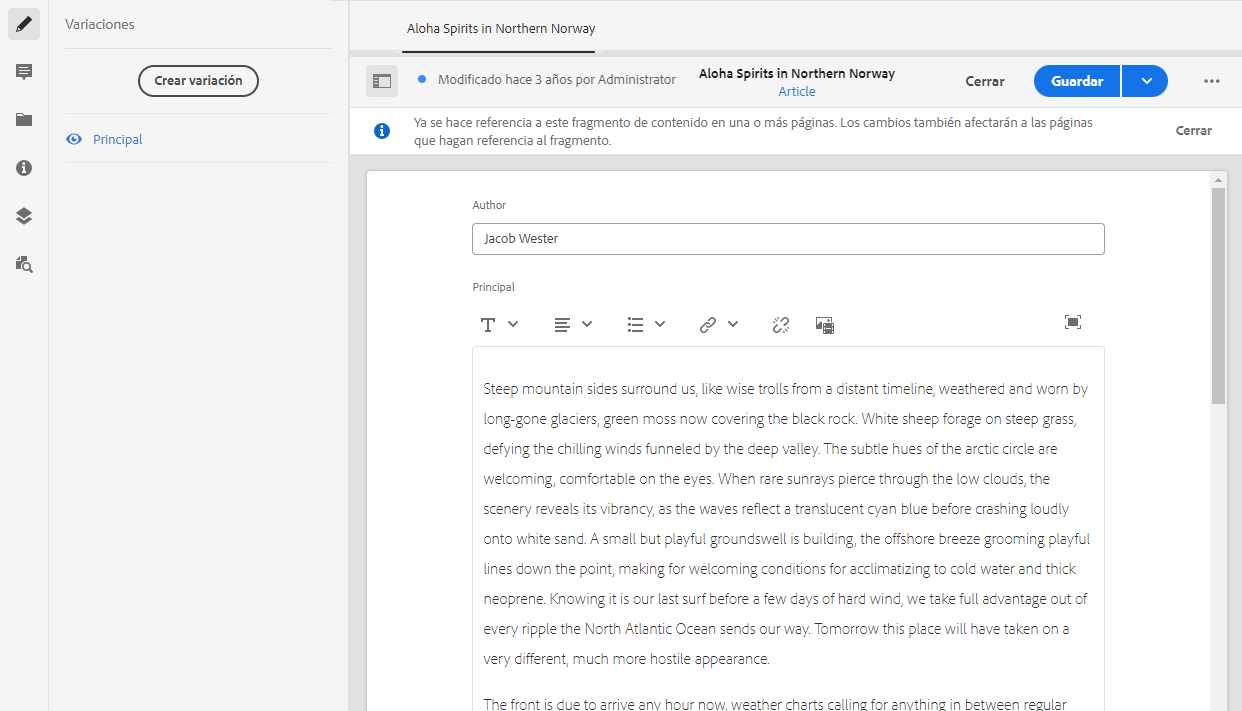 Variaciones
Crear variación
Principal
Aloha Spirits in Northern Norway
Modificado hace 3 años por Administrator
Aloha Spirits in Northern Norway
Article
Cerrar
Guardar
Ya se hace referencia a este fragmento de contenido en una o más páginas. Los cambios también afectarán a las páginas
que hagan referencia al fragmento.
Cerrar
Author
Jacob Wester
Principal
Steep mountain sides surround us, like wise trolls from a distant timeline, weathered and worn by
long-gone glaciers, green moss now covering the black rock. White sheep forage on steep grass,
defying the chilling winds funneled by the deep valley. The subtle hues of the arctic circle are
welcoming, comfortable on the eyes. When rare sunrays pierce through the low clouds, the
scenery reveals its vibrancy, as the waves reflect a translucent cyan blue before crashing loudly
onto white sand. A small but playful groundswell is building, the offshore breeze grooming playful
lines down the point, making for welcoming conditions for acclimatizing to cold water and thick
neoprene. Knowing it is our last surf before a few days of hard wind, we take full advantage out of
every ripple the North Atlantic Ocean sends our way. Tomorrow this place will have taken on a
very different, much more hostile appearance.
The front is due to arrive any hour now, weather charts calling for anything in between regular